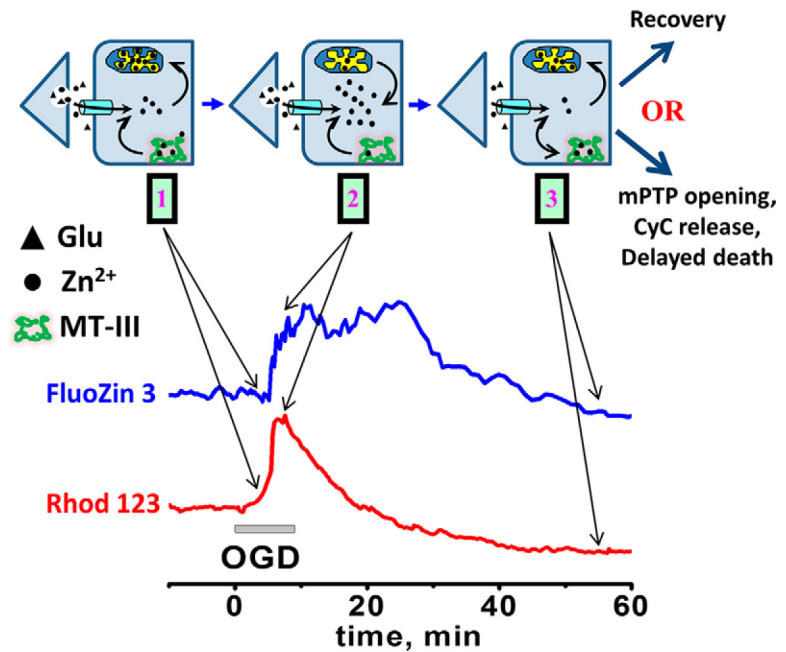 Recovery
OR
mPTP opening,
CyC release,
Delayed death
1
2
3
Glu
Zn²⁺
MT-III
FluoZin 3
Rhod 123
OGD
0
20
40
60
time, min